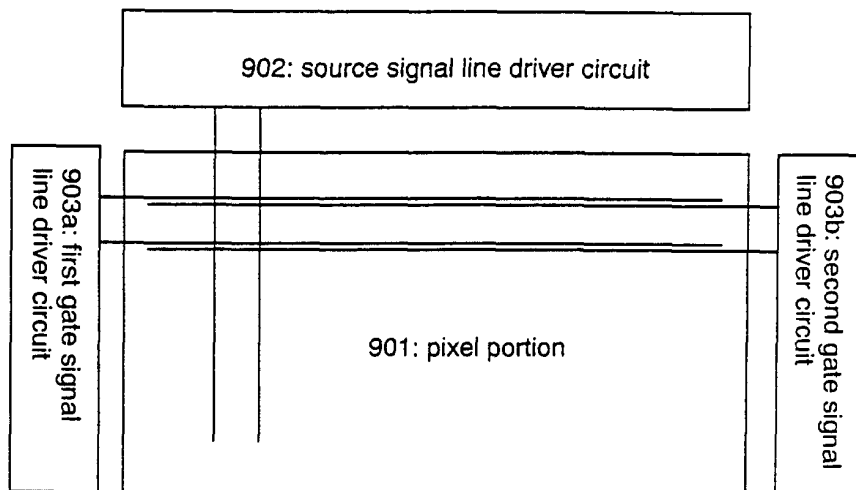 902: source signal line driver circuit
903a: first gate signal
line driver circuit
903b: second gate signal
line driver circuit
901: pixel portion